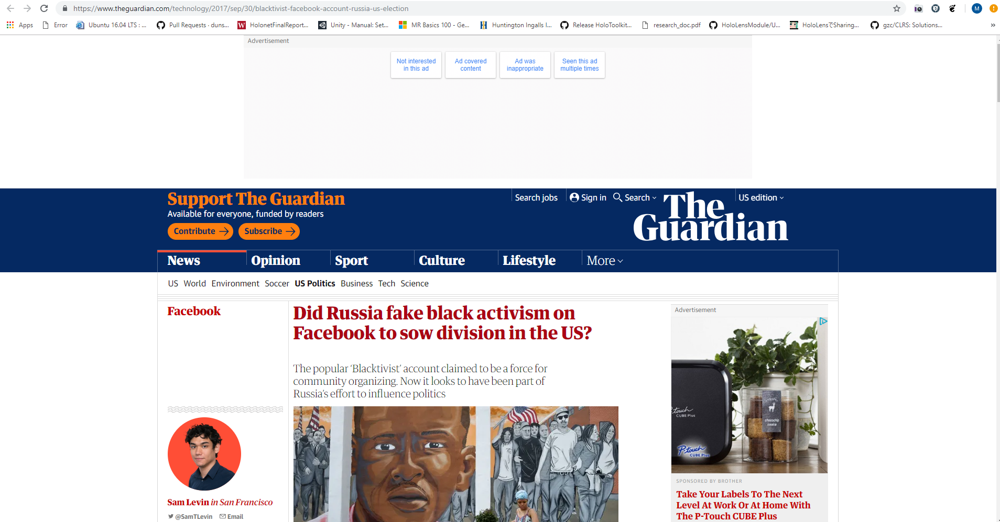 https://www.theguardian.com/technology/2017/sep/30/blacktivist-facebook-account-russia-us-election
M
Apps Error Ubuntu 16.04 LTS : ... Pull Requests · duns... HolonetFinalReport... Unity - Manual: Set... MR Basics 100 - Ge... Huntington Ingalls I... Release HoloToolkit... research_doc.pdf HoloLensModule/U... HoloLensでSharing... gzc/CLRS: Solutions... »
Advertisement
Not interested
in this ad
Ad covered
content
Ad was
inappropriate
Seen this ad
multiple times
Support The Guardian
Available for everyone, funded by readers
Contribute
Subscribe
Search jobs
Sign in
Search
US edition
The
Guardian
News Opinion Sport Culture Lifestyle More
US World Environment Soccer US Politics Business Tech Science
Facebook
Did Russia fake black activism on
Facebook to sow division in the US?
The popular ‘Blacktivist’ account claimed to be a force for
community organizing. Now it looks to have been part of
Russia’s effort to influence politics
Sam Levin in San Francisco
@SamTLevin Email
Advertisement
P-touch
CUBE Plus
chocochip
cookie
P-touch
CUBE Plus
SPONSORED BY BROTHER
Take Your Labels To The Next
Level At Work Or At Home With
The P-Touch CUBE Plus